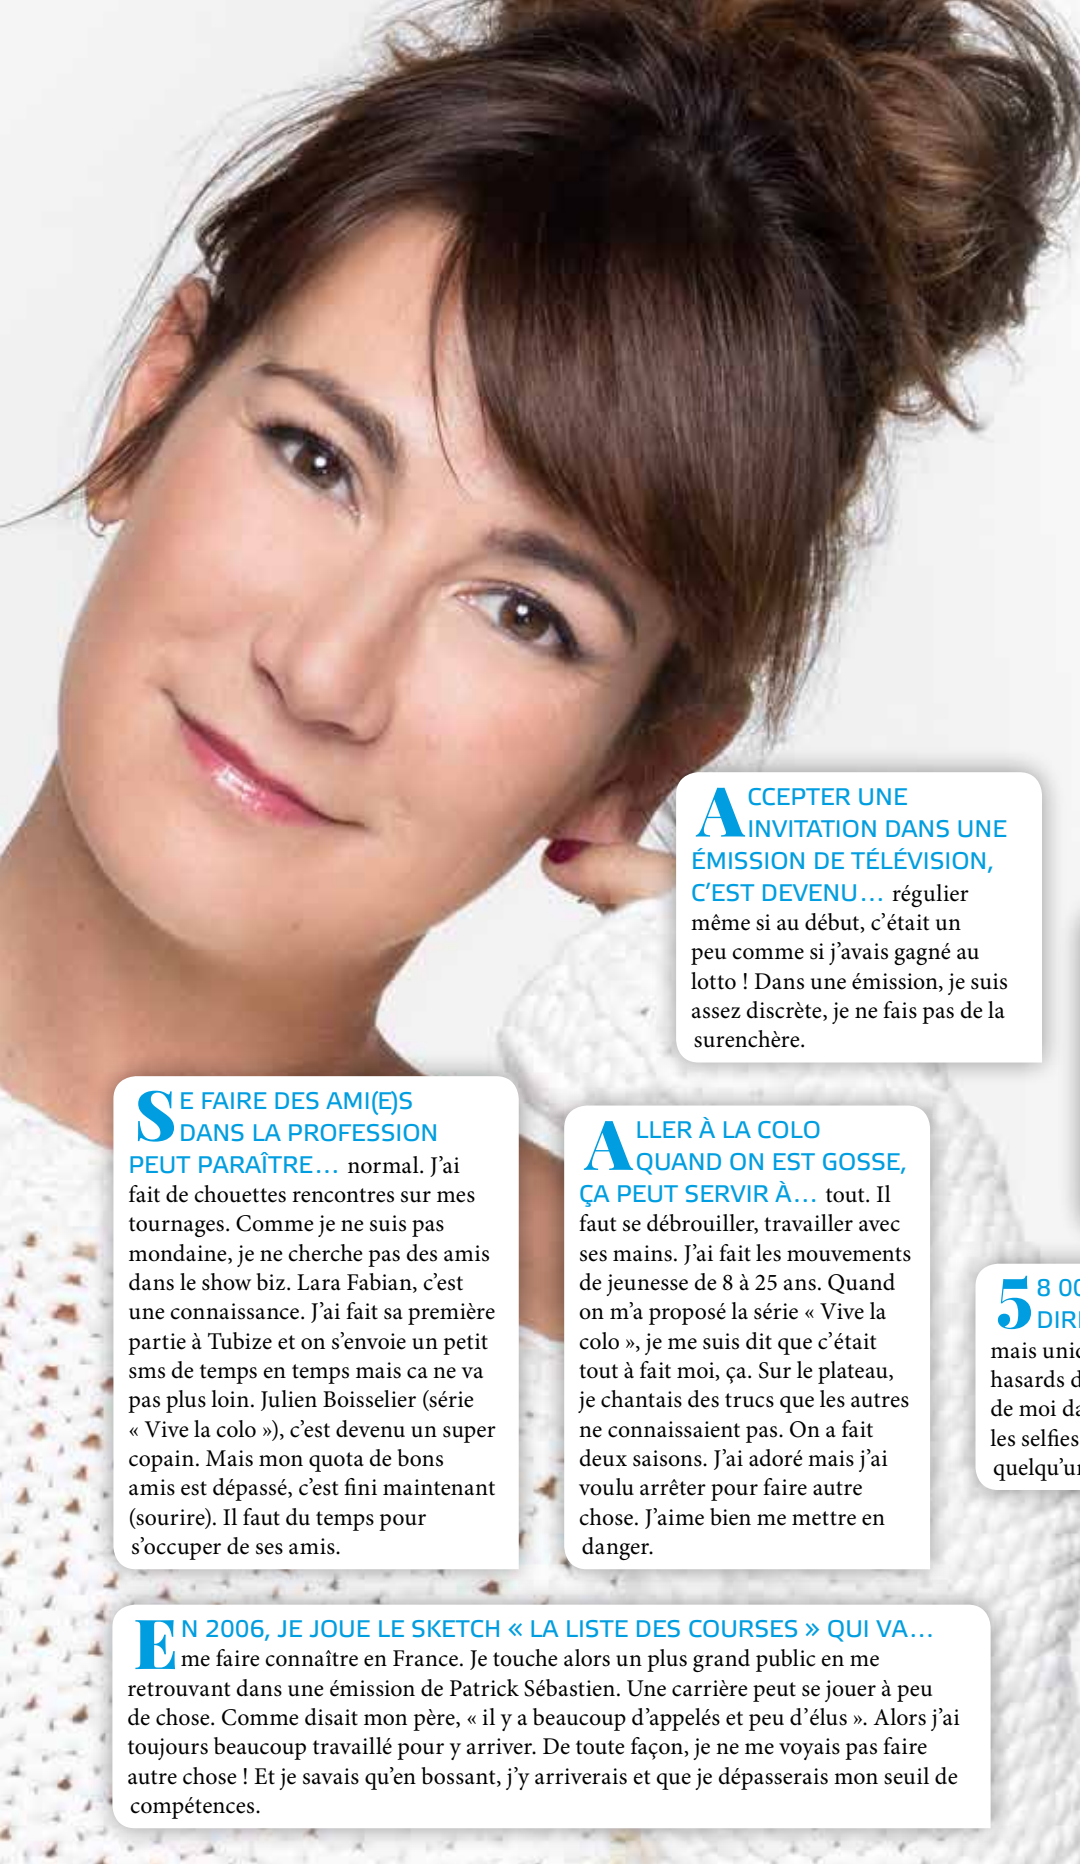 ACCEPTER UNE
INVITATION DANS UNE
ÉMISSION DE TÉLÉVISION,
C’EST DEVENU… régulier
même si au début, c’était un
peu comme si j’avais gagné au
lotto ! Dans une émission, je suis
assez discrète, je ne fais pas de la
surenchère.
SE FAIRE DES AMI(E)S
DANS LA PROFESSION
PEUT PARAÎTRE… normal. J’ai
fait de chouettes rencontres sur mes
tournages. Comme je ne suis pas
mondaine, je ne cherche pas des amis
dans le show biz. Lara Fabian, c’est
une connaissance. J’ai fait sa première
partie à Tubize et on s’envoie un petit
sms de temps en temps mais ca ne va
pas plus loin. Julien Boisselier (série
« Vive la colo »), c’est devenu un super
copain. Mais mon quota de bons
amis est dépassé, c’est fini maintenant
(sourire). Il faut du temps pour
s’occuper de ses amis.
ALLER À LA COLO
QUAND ON EST GOSSE,
ÇA PEUT SERVIR À… tout. Il
faut se débrouiller, travailler avec
ses mains. J’ai fait les mouvements
de jeunesse de 8 à 25 ans. Quand
on m’a proposé la série « Vive la
colo », je me suis dit que c’était
tout à fait moi, ça. Sur le plateau,
je chantais des trucs que les autres
ne connaissaient pas. On a fait
deux saisons. J’ai adoré mais j’ai
voulu arrêter pour faire autre
chose. J’aime bien me mettre en
danger.
58
mais
hasards
de moi
les selfies
EN 2006, JE JOUE LE SKETCH « LA LISTE DES COURSES » QUI VA…
me faire connaître en France. Je touche alors un plus grand public en me
retrouvant dans une émission de Patrick Sébastien. Une carrière peut se jouer à peu
de chose. Comme disait mon père, « il y a beaucoup d’appelés et peu d’élus ». Alors j’ai
toujours beaucoup travaillé pour y arriver. De toute façon, je ne me voyais pas faire
autre chose ! Et je savais qu’en bossant, j’y arriverais et que je dépasserais mon seuil de
compétences.